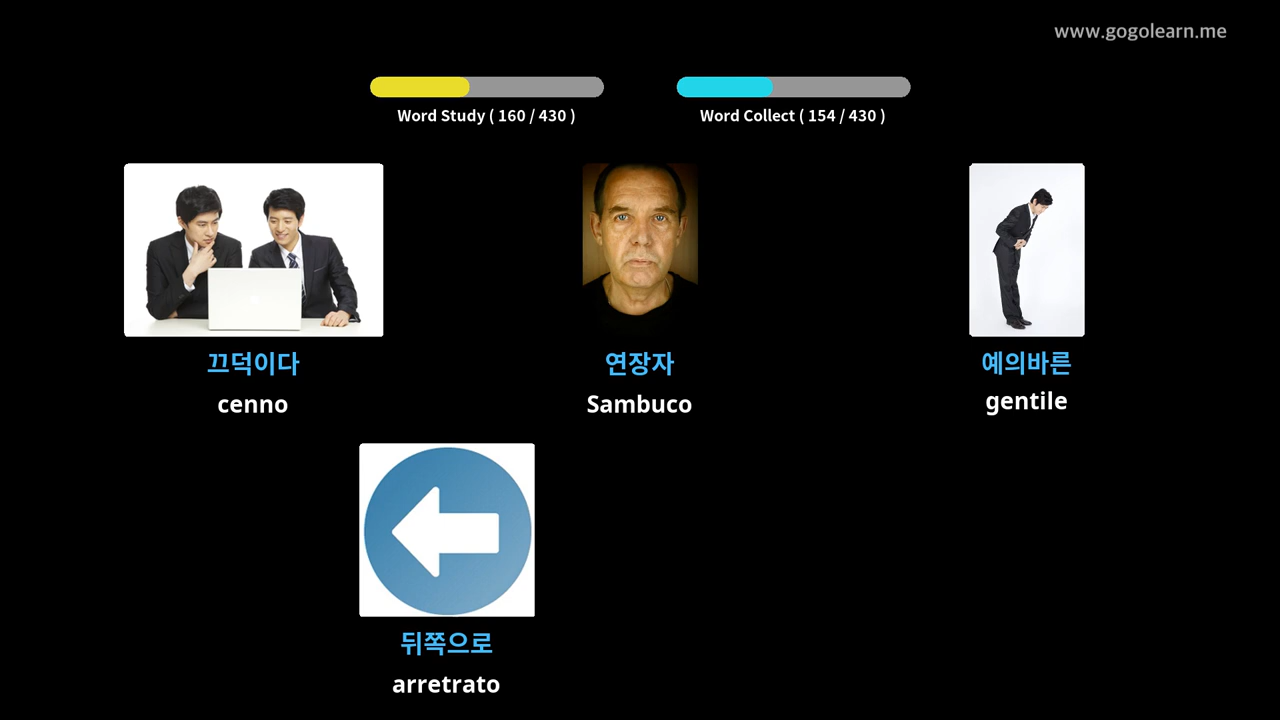 www.gogolearn.me
Word Study ( 160 / 430 )
Word Collect ( 154 / 430 )
끄덕이다
cenno
연장자
Sambuco
예의바른
gentile
뒤쪽으로
arretrato